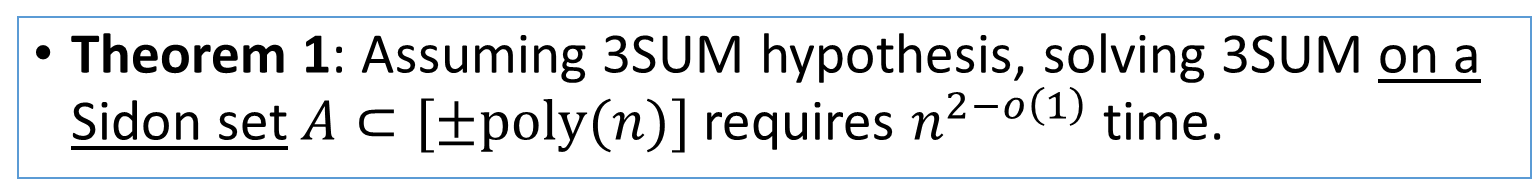 • Theorem 1: Assuming 3SUM hypothesis, solving 3SUM on a
Sidon set A ⊂ [±poly(n)] requires n^{2−o(1)} time.